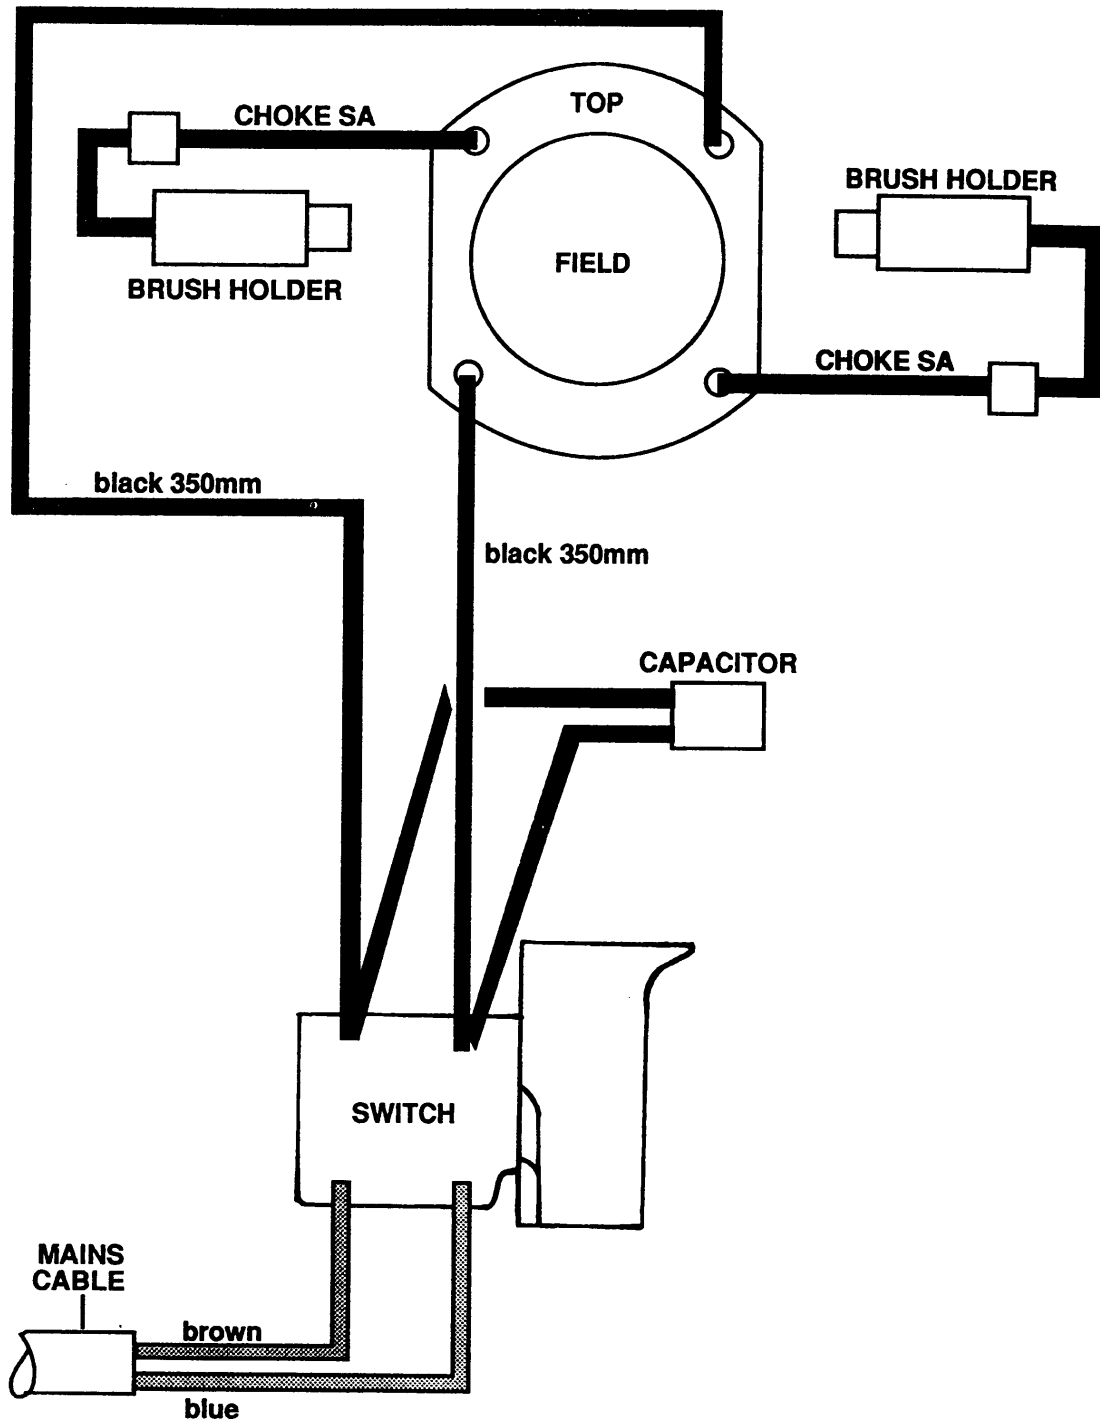 TOP
CHOKE SA
BRUSH HOLDER
FIELD
BRUSH HOLDER
CHOKE SA
black 350mm
black 350mm
CAPACITOR
SWITCH
MAINS
CABLE
brown
blue